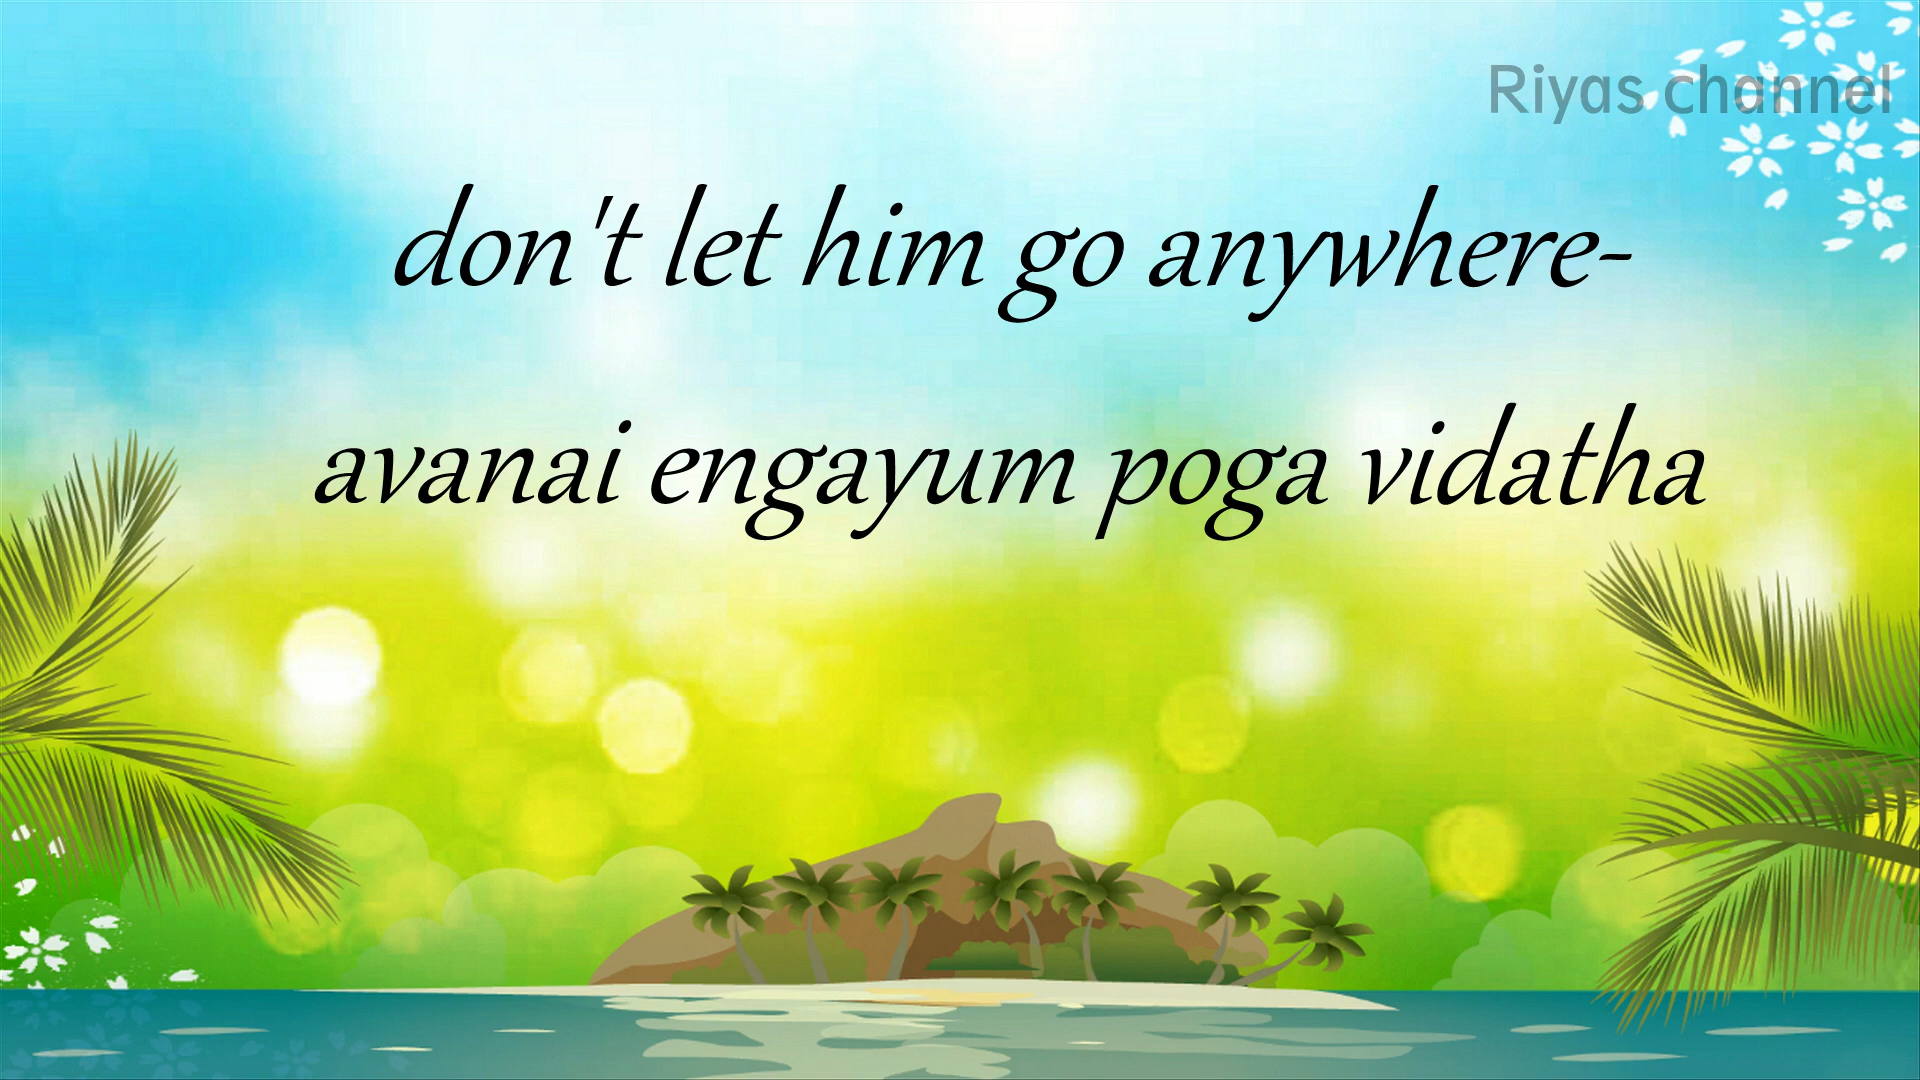 Riyas channel
don't let him go anywhere-
avanai engayum poga vidatha